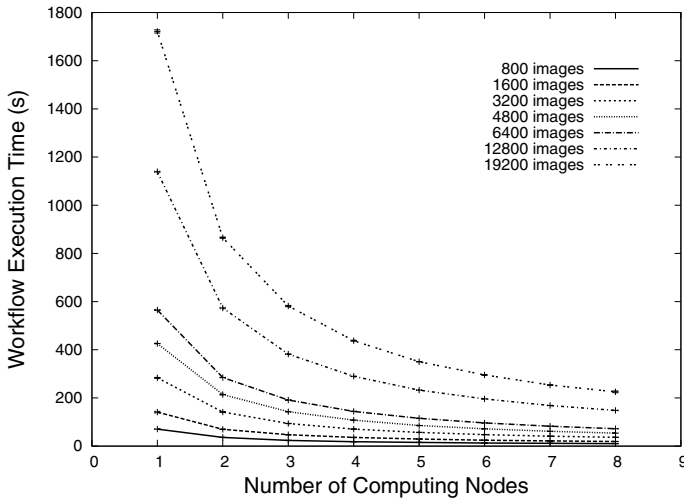 1800
1600
1400
1200
1000
800
600
400
200
0
Workflow Execution Time (s)
800 images
1600 images
3200 images
4800 images
6400 images
12800 images
19200 images
0 1 2 3 4 5 6 7 8 9
Number of Computing Nodes